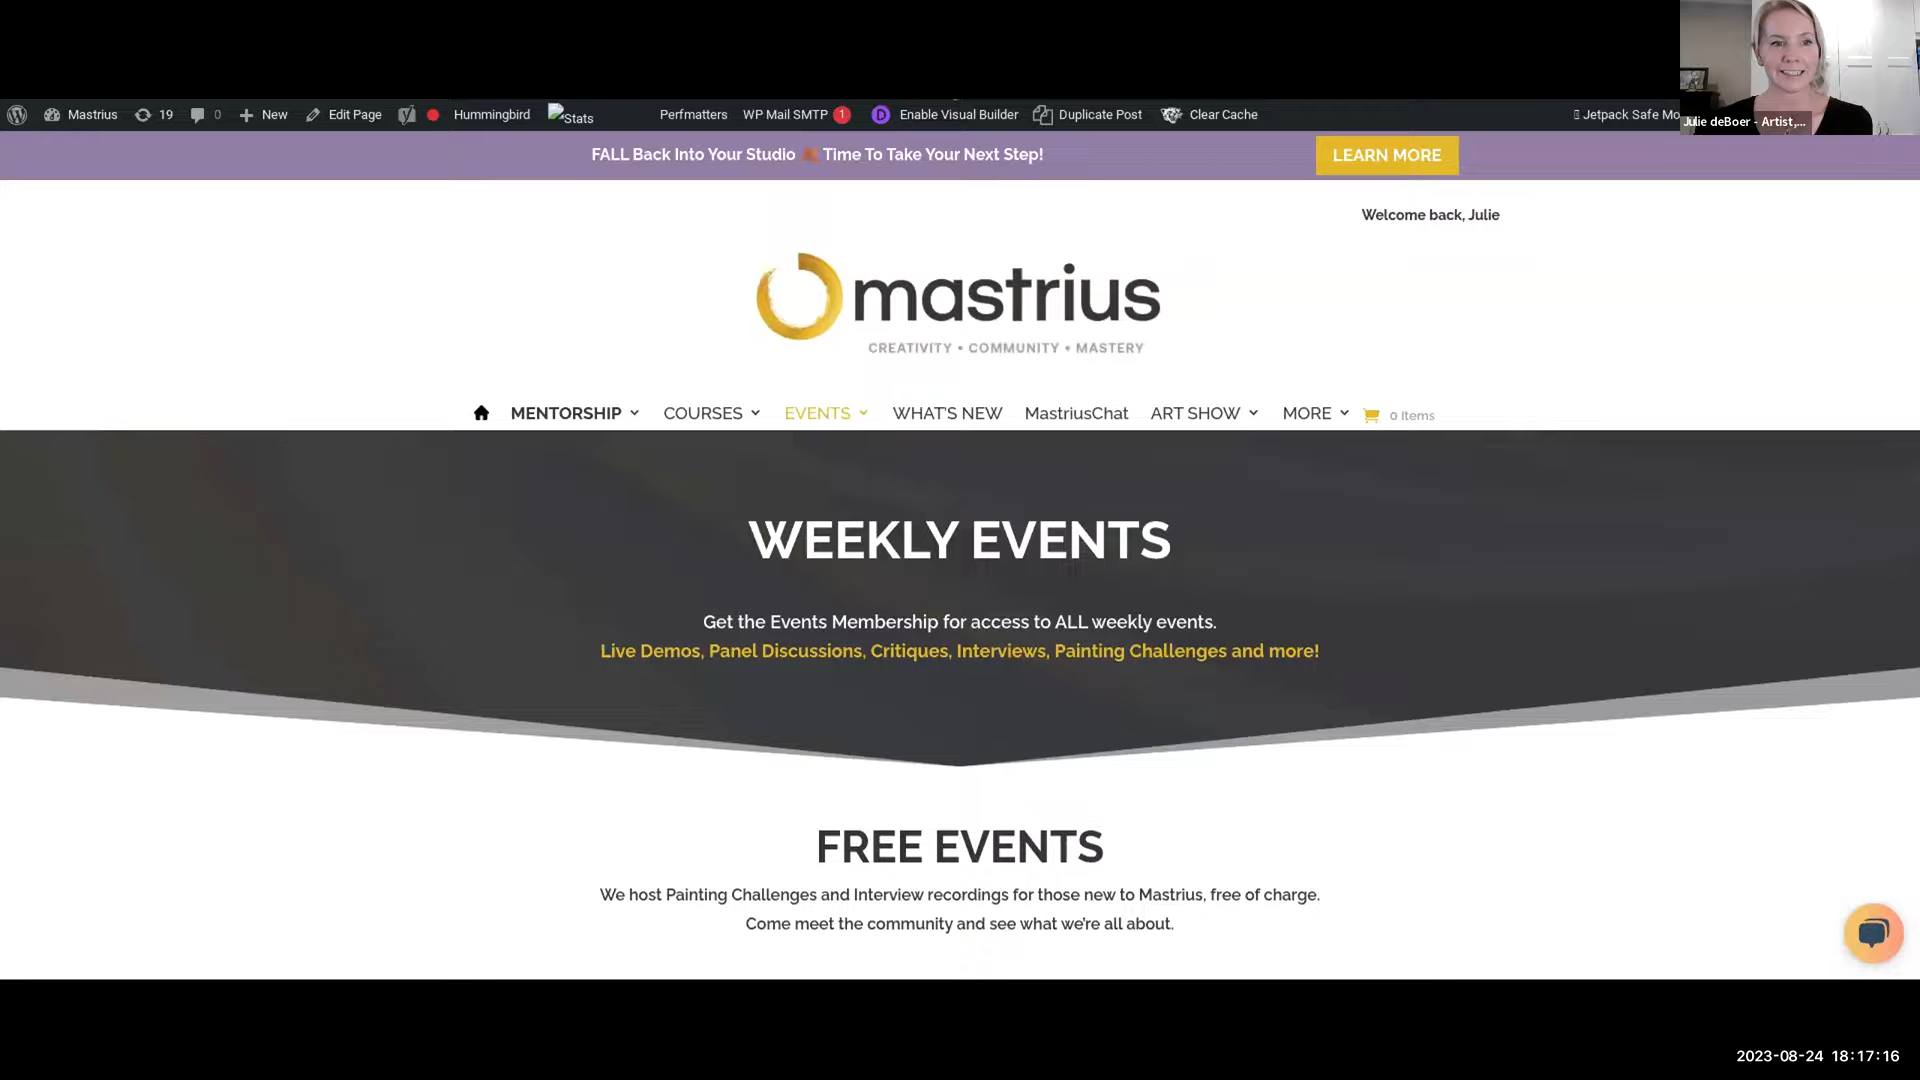 Mastrius 19 0 New Edit Page Hummingbird Stats Perfmatters WP Mail SMTP 1 Enable Visual Builder Duplicate Post Clear Cache Jetpack Safe Mo
Julie deBoer - Artist,...
FALL Back Into Your Studio 🍂 Time To Take Your Next Step! LEARN MORE
Welcome back, Julie
mastrius
CREATIVITY • COMMUNITY • MASTERY
MENTORSHIP COURSES EVENTS WHAT'S NEW MastriusChat ART SHOW MORE 0 Items
WEEKLY EVENTS
Get the Events Membership for access to ALL weekly events.
Live Demos, Panel Discussions, Critiques, Interviews, Painting Challenges and more!
FREE EVENTS
We host Painting Challenges and Interview recordings for those new to Mastrius, free of charge.
Come meet the community and see what we're all about.
2023-08-24 18:17:16